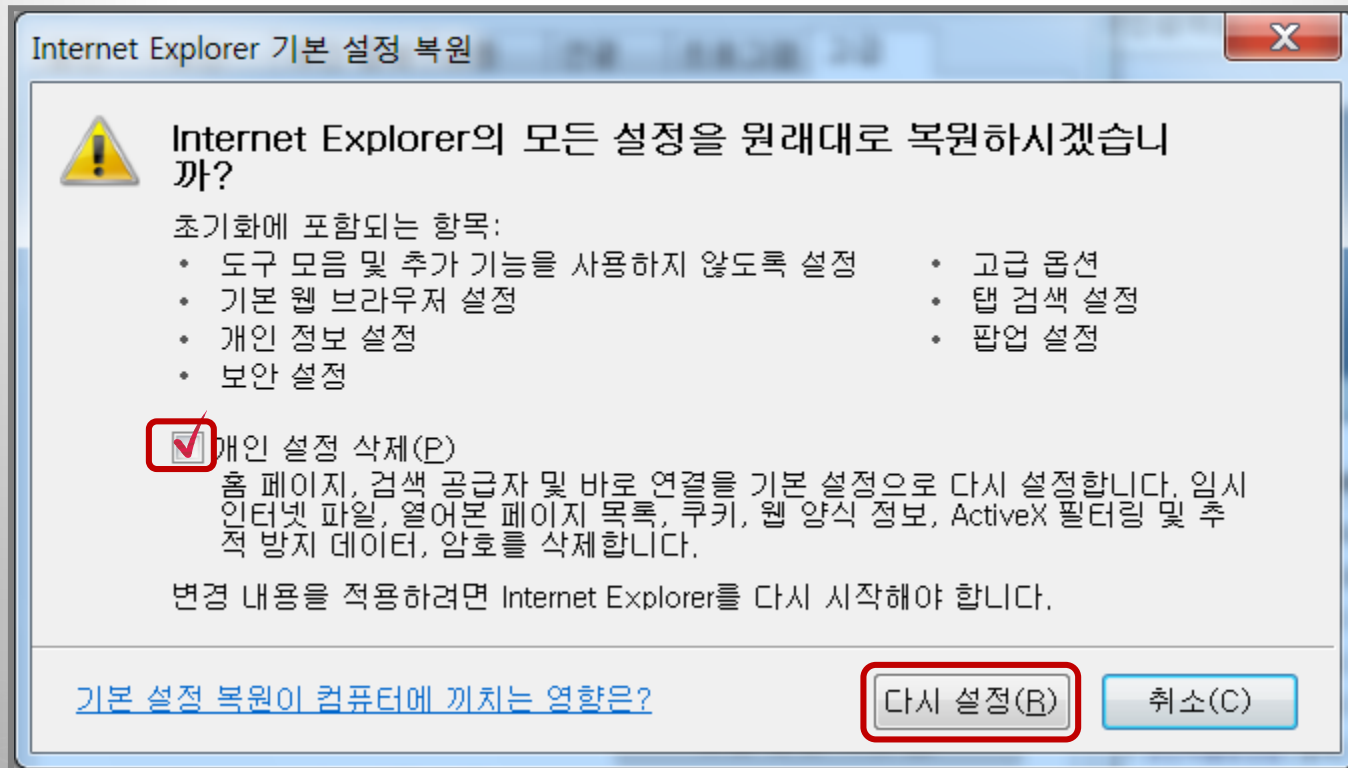 Internet Explorer 기본 설정 복원
Internet Explorer의 모든 설정을 원래대로 복원하시겠습니
까?
초기화에 포함되는 항목:
• 도구 모음 및 추가 기능을 사용하지 않도록 설정
• 기본 웹 브라우저 설정
• 개인 정보 설정
• 보안 설정
• 고급 옵션
• 탭 검색 설정
• 팝업 설정
개인 설정 삭제(P)
홈 페이지, 검색 공급자 및 바로 연결을 기본 설정으로 다시 설정합니다. 임시
인터넷 파일, 열어본 페이지 목록, 쿠키, 웹 양식 정보, ActiveX 필터링 및 추
적 방지 데이터, 암호를 삭제합니다.
변경 내용을 적용하려면 Internet Explorer를 다시 시작해야 합니다.
기본 설정 복원이 컴퓨터에 끼치는 영향은?
다시 설정(R)
취소(C)